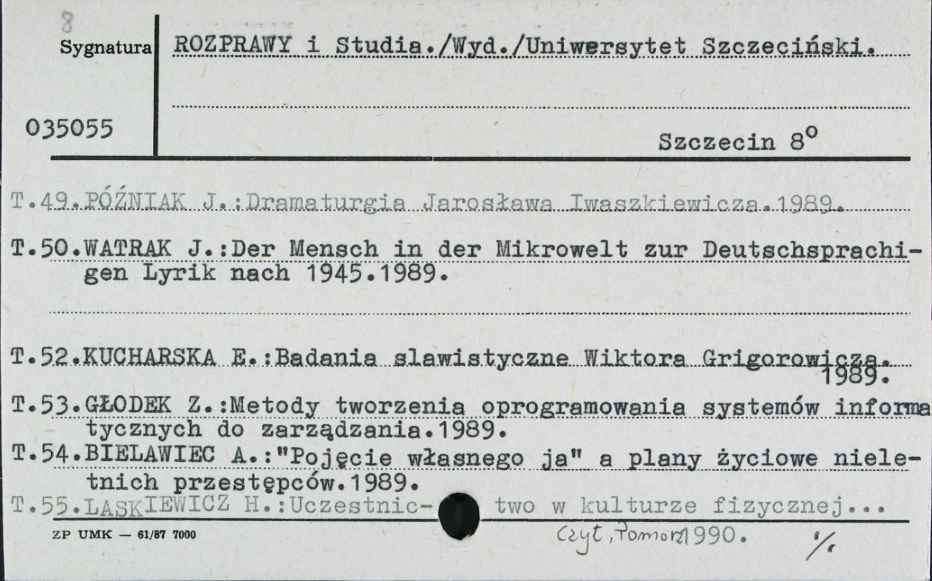 8
Sygnatura ROZPRAWY i Studia./Wyd./Uniwersytet Szczeciński.
035055
Szczecin 8°
T.49.PÓŹNIAK J.:Dramaturgia Jarosława Iwaszkiewicza.1989.
T.50.WATRAK J.:Der Mensch in der Mikrowelt zur Deutschsprachi-
gen Lyrik nach 1945.1989.
T.52.KUCHARSKA E.:Badania slawistyczne Wiktora Grigorowicza.
1989.
T.53.GŁODEK Z.:Metody tworzenia oprogramowania systemów informa
tycznych do zarządzania.1989.
T.54.BIELAWIEC A.:"Pojęcie własnego ja" a plany życiowe niele-
tnich przestępców.1989.
T.55.LASKIEWICZ H.:Uczestnic- two w kulturze fizycznej...
ZP UMK — 61/87 7000 Czyt. Pomorz 1990. ./.